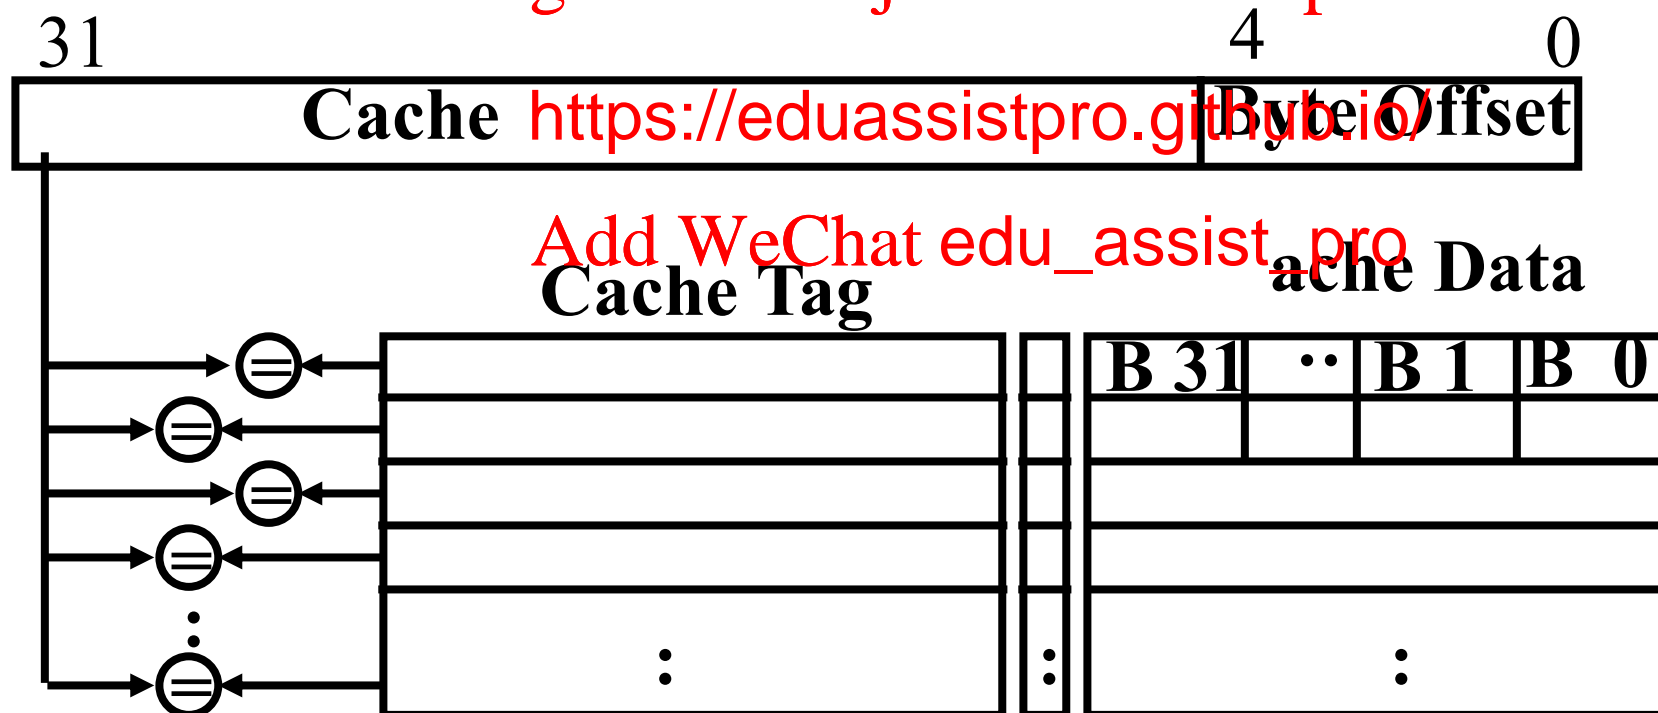 31 4 0
Cache https://eduassistpro.github.io/ Byte Offset
Add WeChat edu_assist_pro
Cache Tag ache Data
= B 31 ·· B 1 B 0
=
=
=
:
= : : :